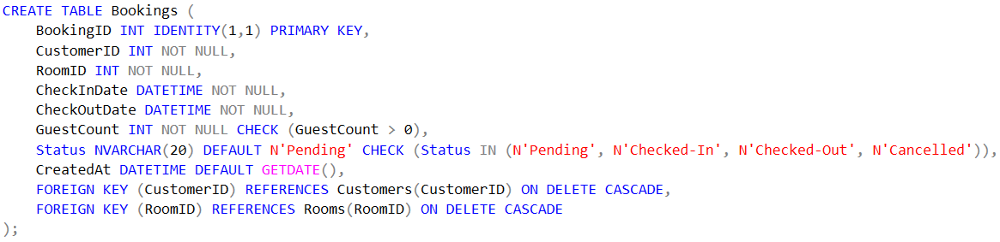 CREATE TABLE Bookings (
    BookingID INT IDENTITY(1,1) PRIMARY KEY,
    CustomerID INT NOT NULL,
    RoomID INT NOT NULL,
    CheckInDate DATETIME NOT NULL,
    CheckOutDate DATETIME NOT NULL,
    GuestCount INT NOT NULL CHECK (GuestCount > 0),
    Status NVARCHAR(20) DEFAULT N'Pending' CHECK (Status IN (N'Pending', N'Checked-In', N'Checked-Out', N'Cancelled')),
    CreatedAt DATETIME DEFAULT GETDATE(),
    FOREIGN KEY (CustomerID) REFERENCES Customers(CustomerID) ON DELETE CASCADE,
    FOREIGN KEY (RoomID) REFERENCES Rooms(RoomID) ON DELETE CASCADE
);